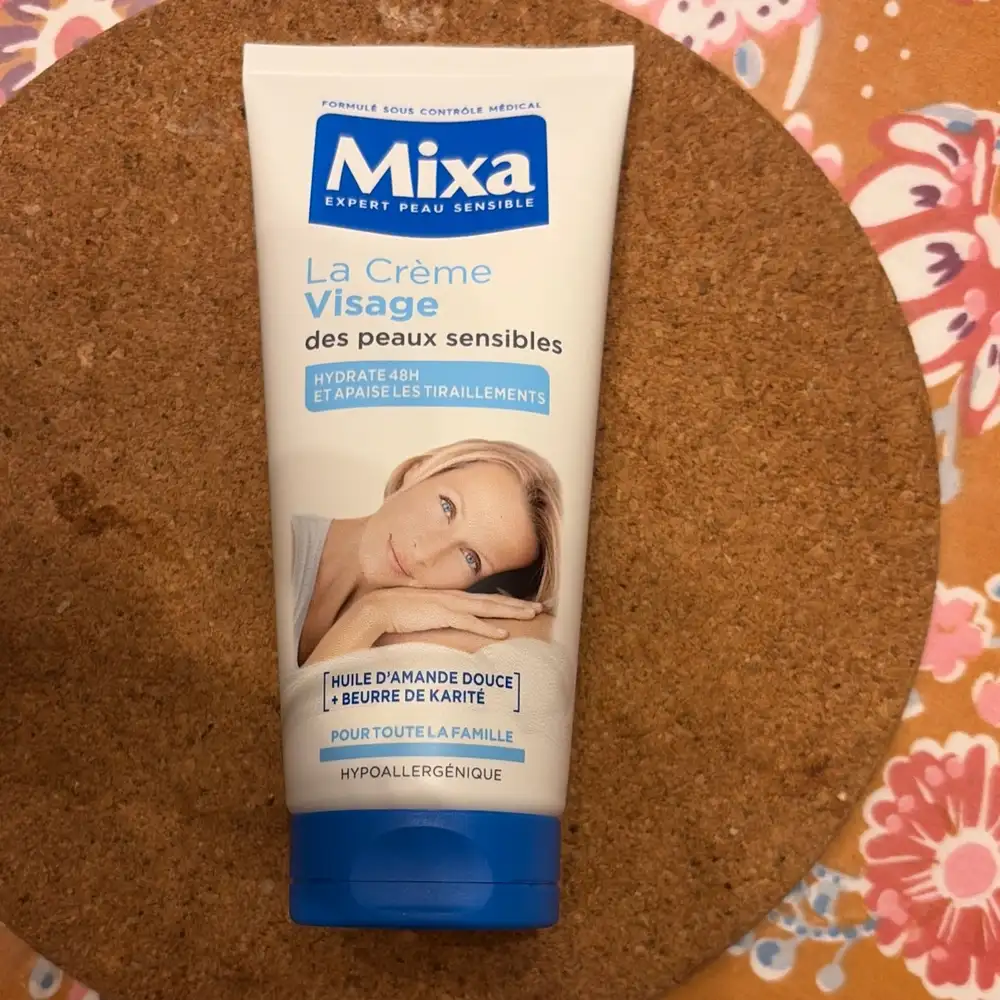 FORMULÉ SOUS CONTRÔLE MÉDICAL
Mixa
EXPERT PEAU SENSIBLE
La Crème
Visage
des peaux sensibles
HYDRATE 48H
ET APAISE LES TIRAILLEMENTS
[HUILE D'AMANDE DOUCE
+ BEURRE DE KARITÉ]
POUR TOUTE LA FAMILLE
HYPOALLERGÉNIQUE